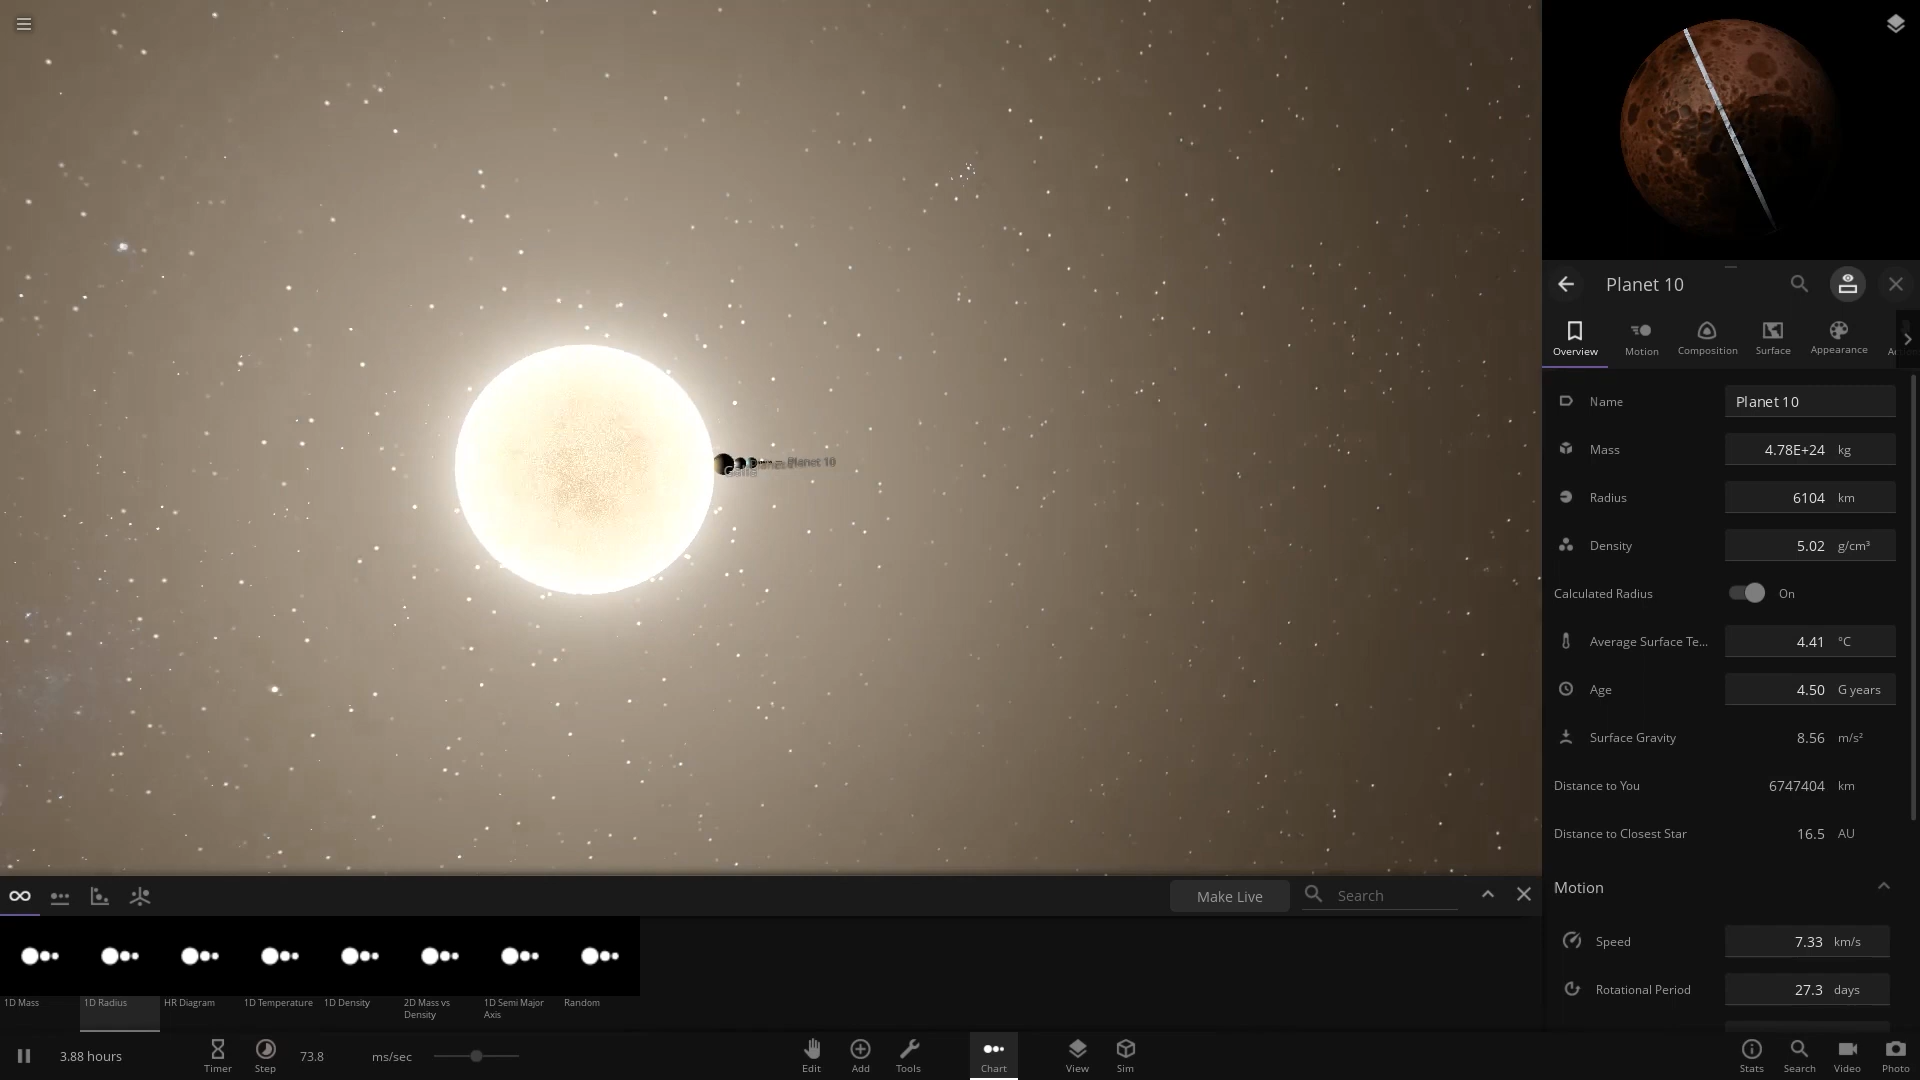 Planet 10
Planet 10
Overview
Motion
Composition
Surface
Appearance
Name Planet 10
Mass 4.78E+24 kg
Radius 6104 km
Density 5.02 g/cm³
Calculated Radius On
Average Surface Te... 4.41 °C
Age 4.50 G years
Surface Gravity 8.56 m/s²
Distance to You 6747404 km
Distance to Closest Star 16.5 AU
Motion
Speed 7.33 km/s
Rotational Period 27.3 days
Make Live
Search
1D Mass
1D Radius
HR Diagram
1D Temperature
1D Density
2D Mass vs
Density
1D Semi Major
Axis
Random
3.88 hours
Timer
Step
73.8 ms/sec
Edit
Add
Tools
Chart
View
Sim
Stats
Search
Video
Photo